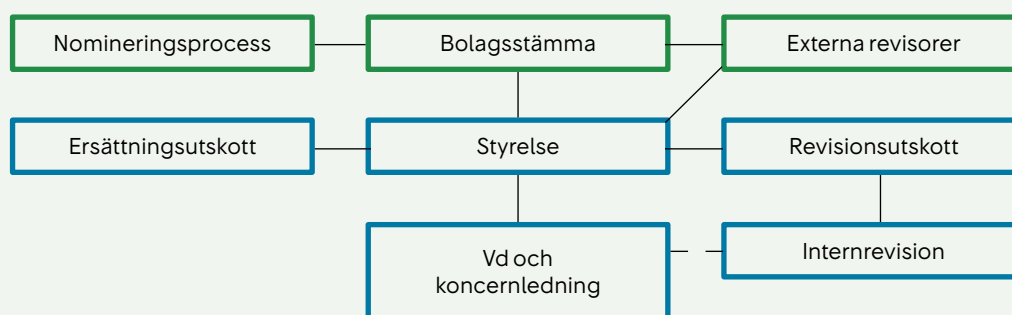 Nomineringsprocess
Bolagsstämma
Externa revisorer
Ersättningsutskott
Styrelse
Revisionsutskott
Vd och
koncernledning
Internrevision